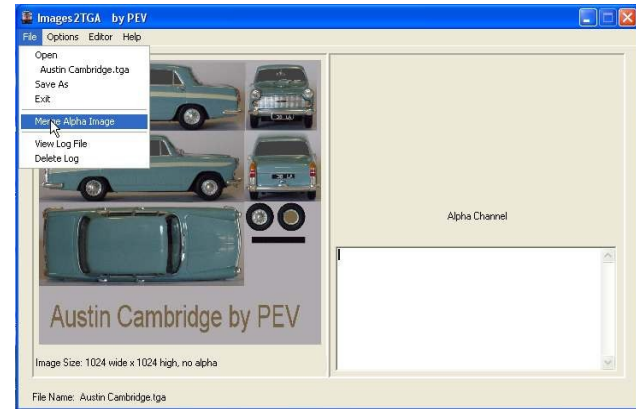 Images2TGA by PEV
File Options Editor Help
Open
Austin Cambridge.tga
Save As
Exit
Merge Alpha Image
View Log File
Delete Log
Alpha Channel
Austin Cambridge by PEV
Image Size: 1024 wide x 1024 high, no alpha
File Name: Austin Cambridge.tga